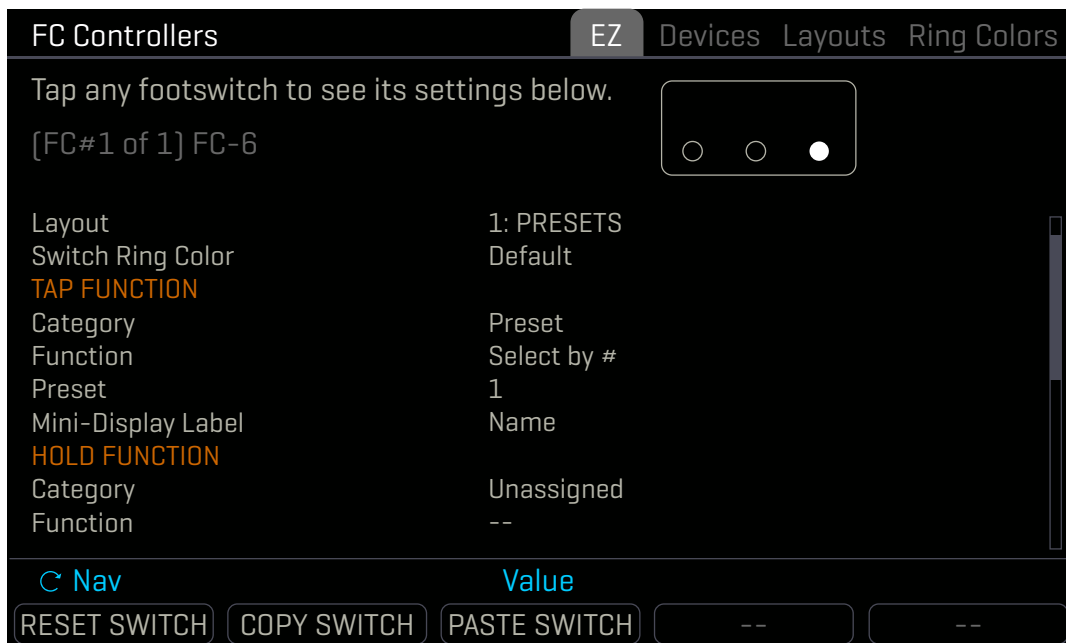 FC Controllers EZ Devices Layouts Ring Colors
Tap any footswitch to see its settings below.
(FC#1 of 1) FC-6
Layout 1: PRESETS
Switch Ring Color Default
TAP FUNCTION
Category Preset
Function Select by #
Preset 1
Mini-Display Label Name
HOLD FUNCTION
Category Unassigned
Function --
Nav Value
RESET SWITCH COPY SWITCH PASTE SWITCH -- --